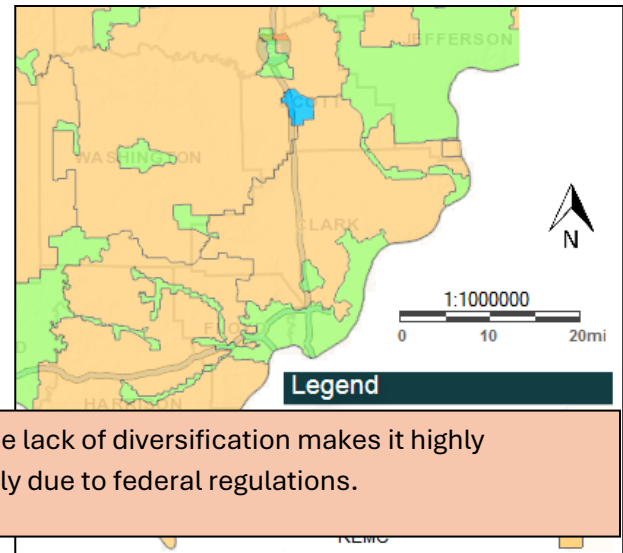 JEFFERSON
WASHINGTON
CLARK
N
1:1000000
0 10 20mi
FLOYD
Legend
HARRISON
e lack of diversification makes it highly
ly due to federal regulations.
REMC